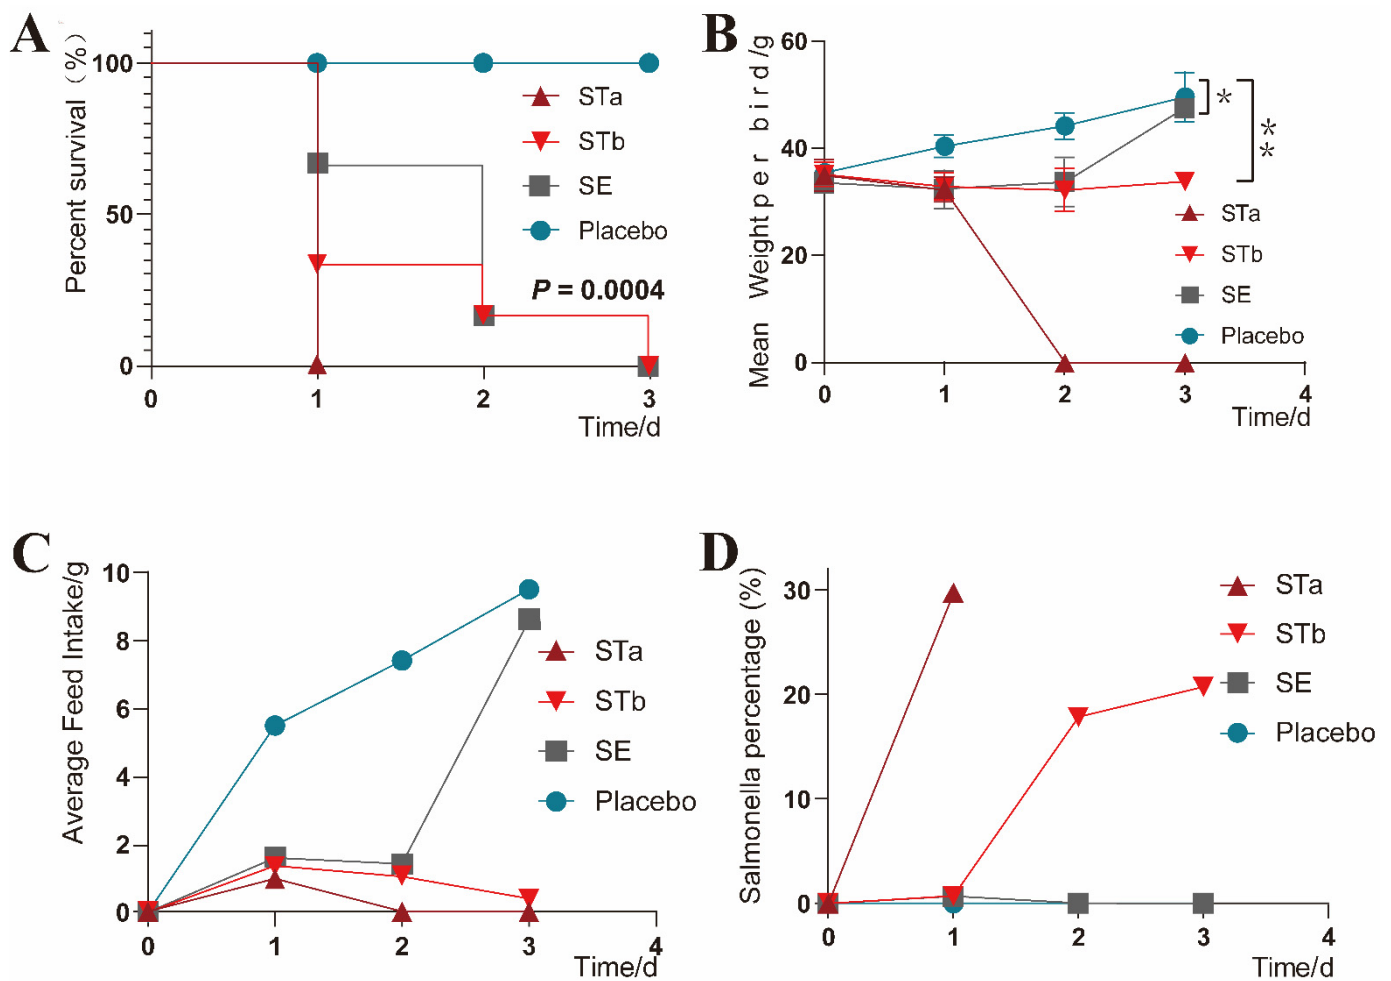 A
Percent survival (%)
100
50
0
0 1 2 3
Time/d
STa
STb
SE
Placebo
P = 0.0004
B
Mean Weight per bird/g
60
40
20
0
0 1 2 3 4
Time/d
*
**
STa
STb
SE
Placebo
C
Average Feed Intake/g
10
8
6
4
2
0
0 1 2 3 4
Time/d
STa
STb
SE
Placebo
D
Salmonella percentage (%)
30
20
10
0
0 1 2 3 4
Time/d
STa
STb
SE
Placebo